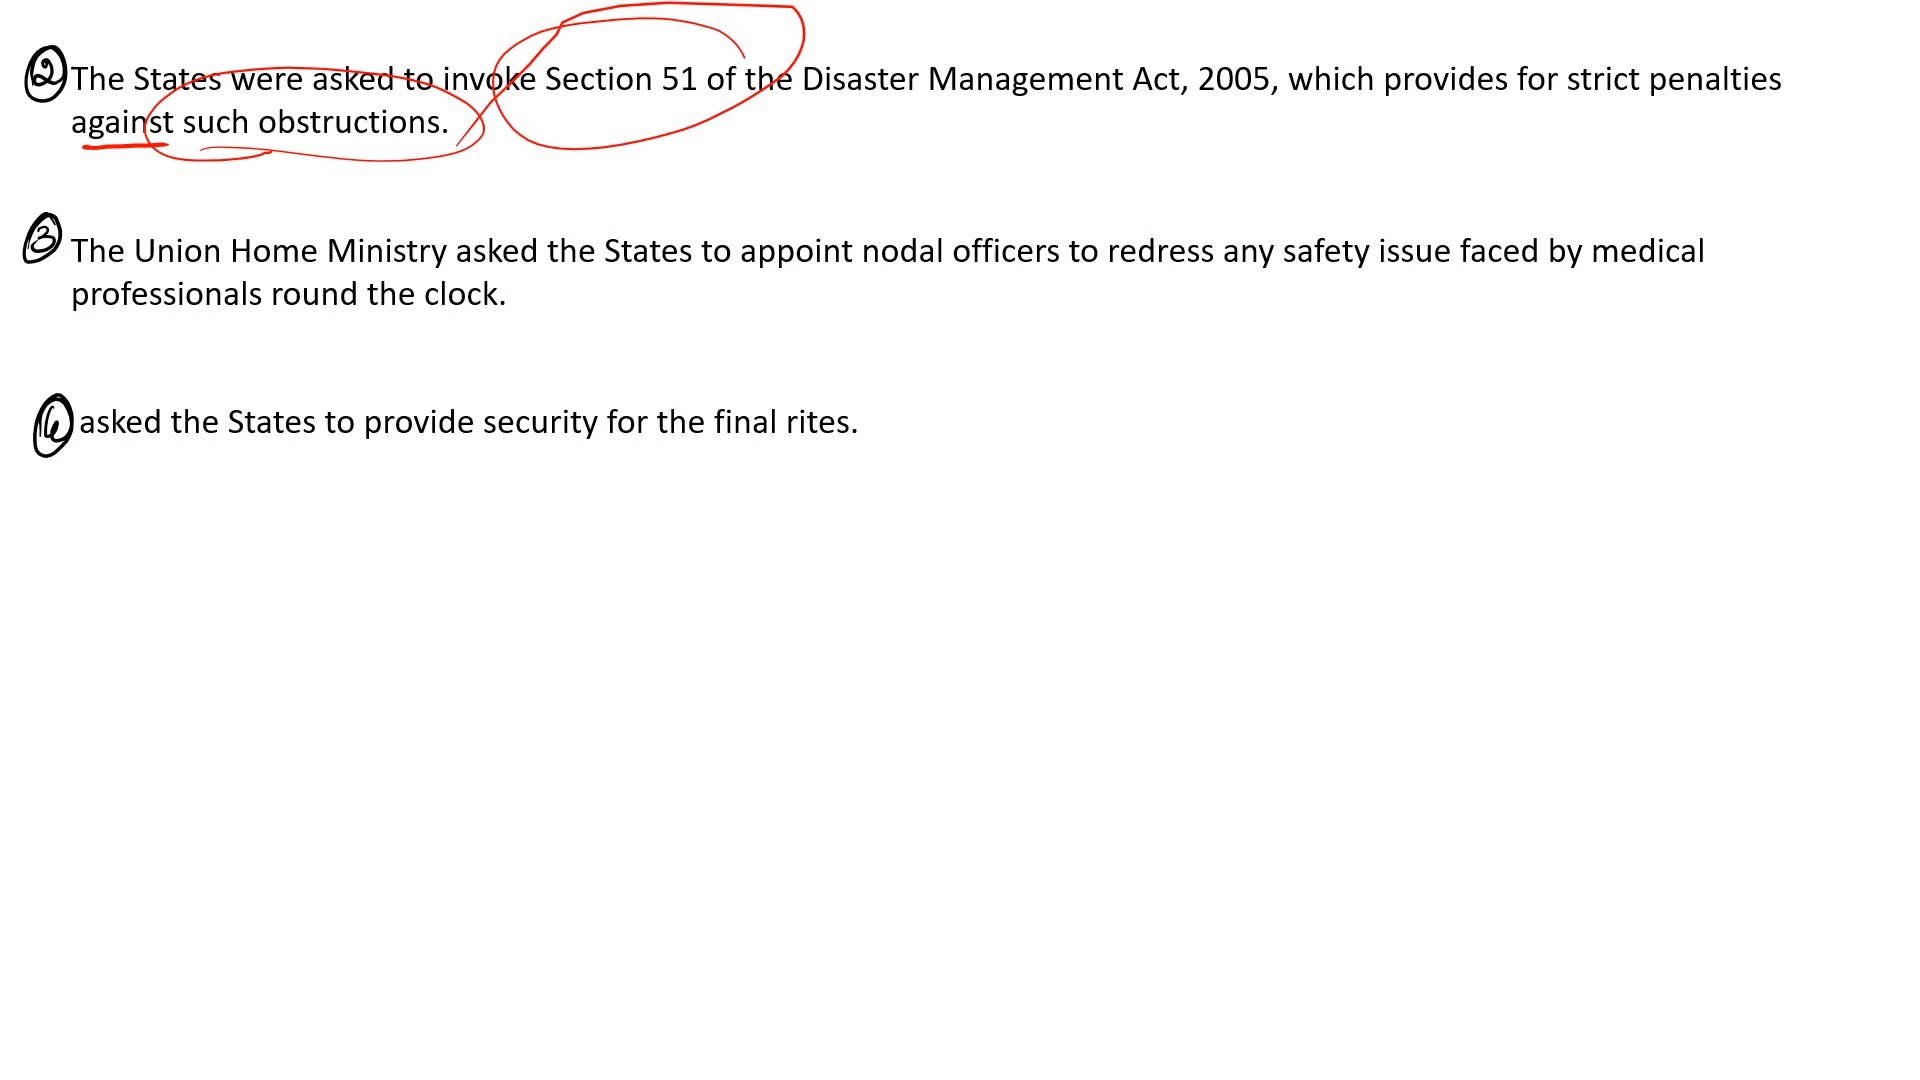 2 The States were asked to invoke Section 51 of the Disaster Management Act, 2005, which provides for strict penalties
against such obstructions.
3 The Union Home Ministry asked the States to appoint nodal officers to redress any safety issue faced by medical
professionals round the clock.
asked the States to provide security for the final rites.